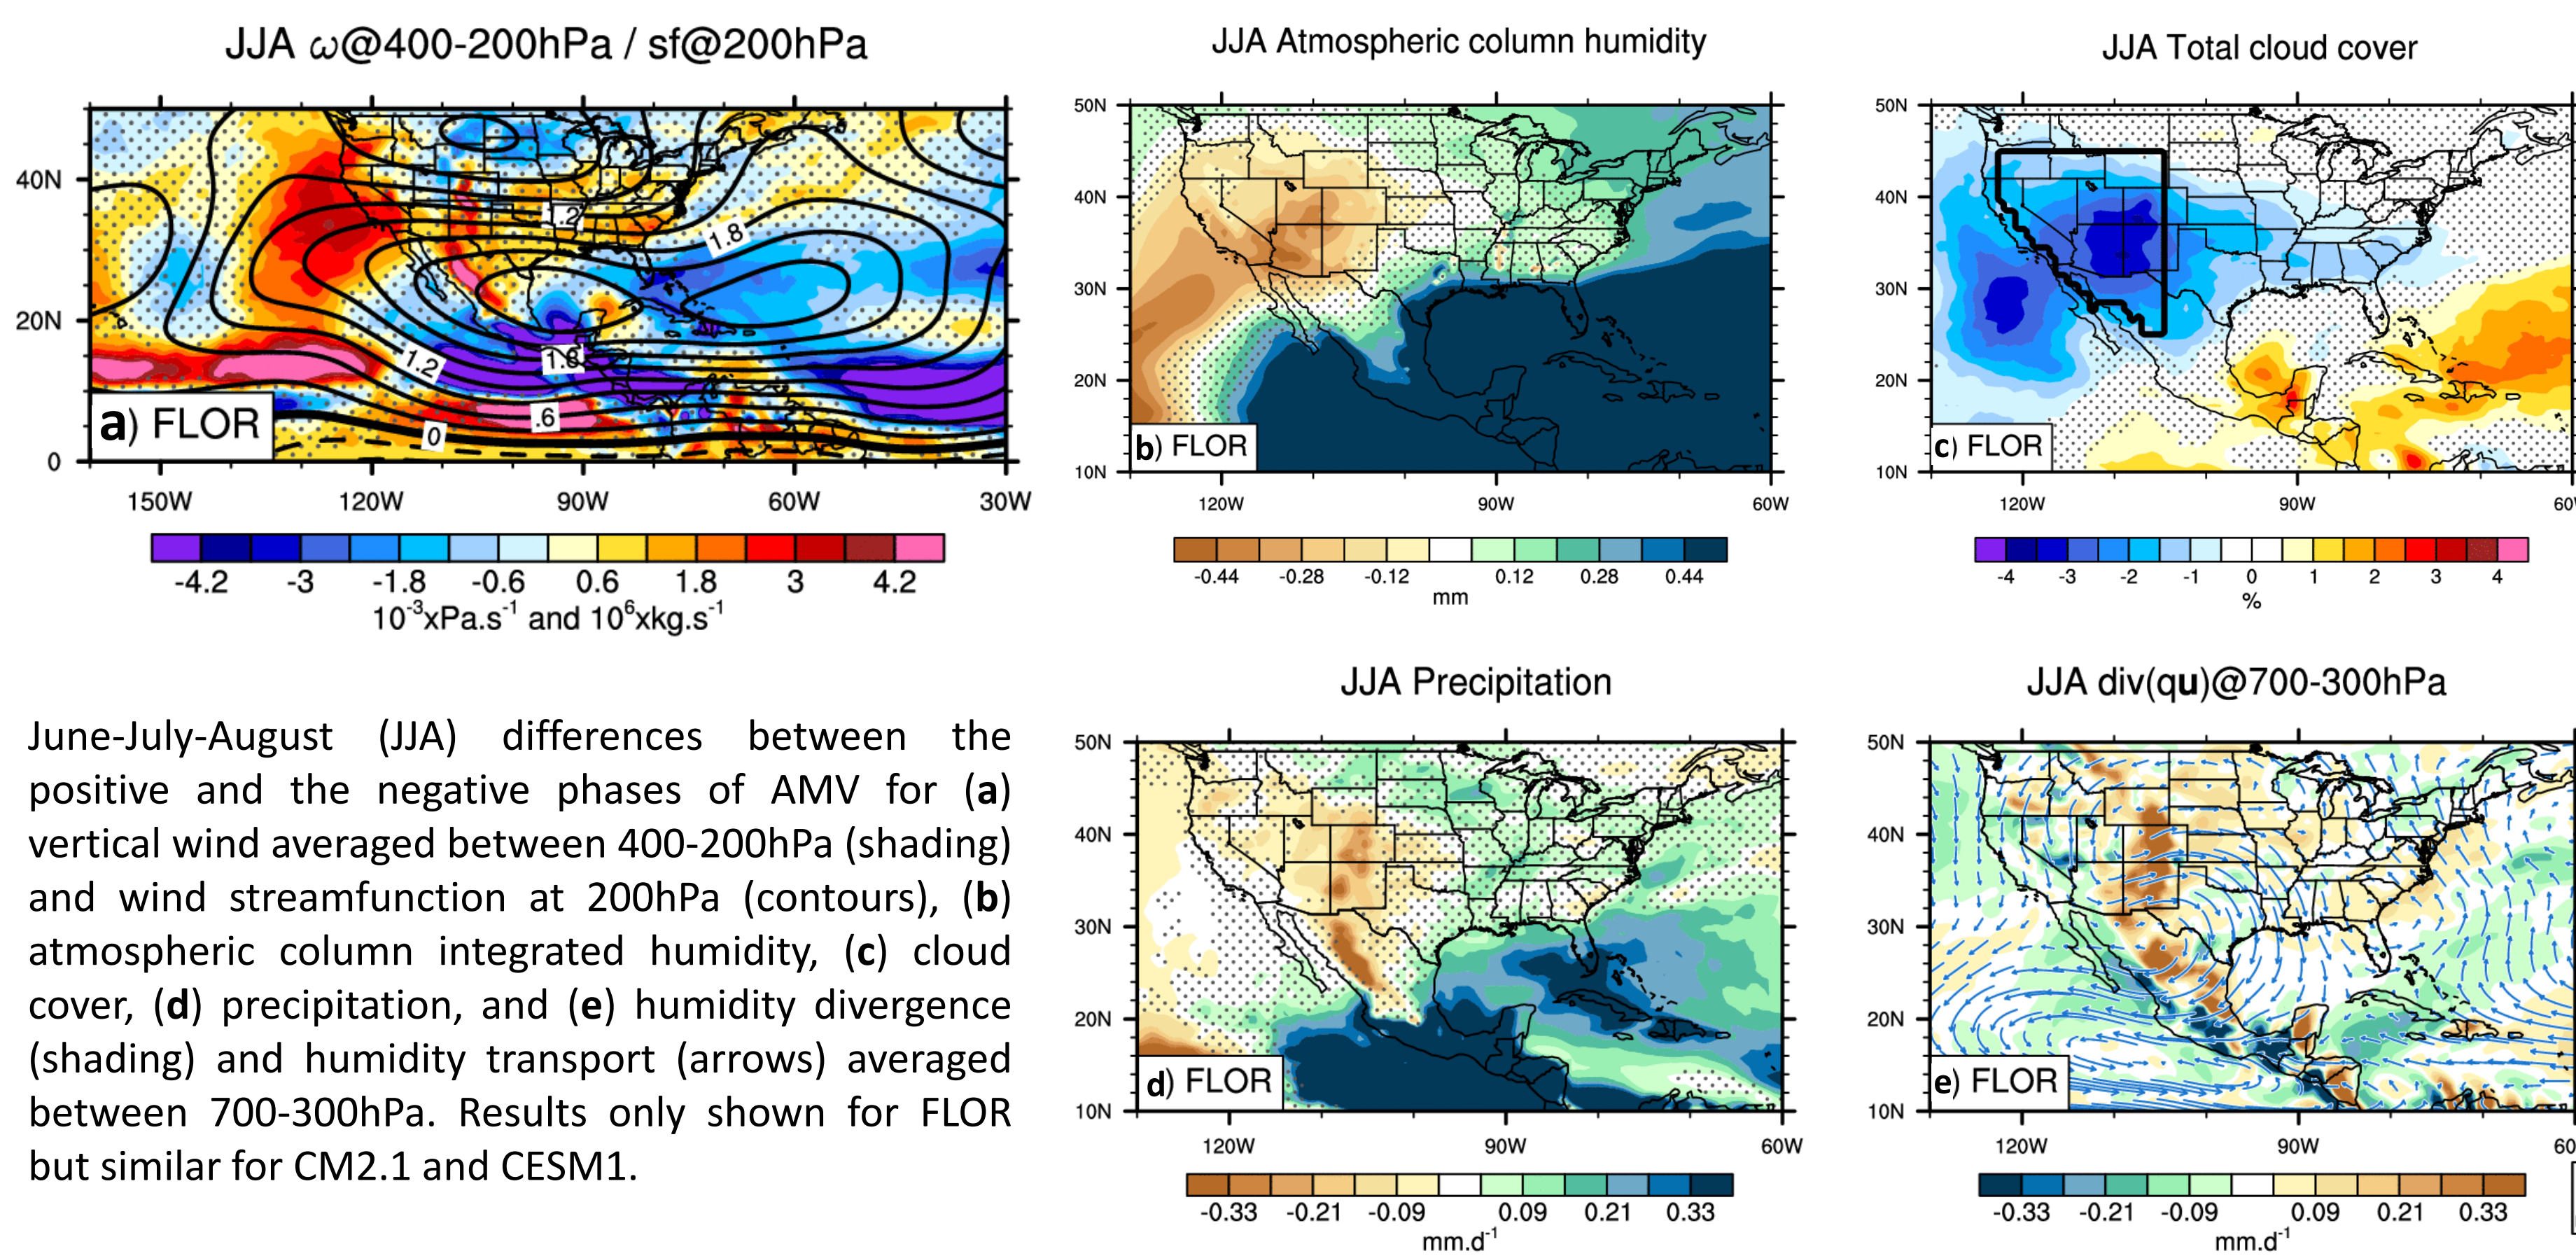 JJA ω@400-200hPa / sf@200hPa
40N
20N
0
150W 120W 90W 60W 30W
1.2
1.8
1.2
1.8
.6
0
a) FLOR
-4.2 -3 -1.8 -0.6 0.6 1.8 3 4.2
10-3xPa.s-1 and 106xkg.s-1
JJA Atmospheric column humidity
50N
40N
30N
20N
10N
b) FLOR
120W 90W 60W
-0.44 -0.28 -0.12 0.12 0.28 0.44
mm
JJA Total cloud cover
50N
40N
30N
20N
10N
c) FLOR
120W 90W 60
-4 -3 -2 -1 0 1 2 3 4
%
June-July-August (JJA) differences between the
positive and the negative phases of AMV for (a)
vertical wind averaged between 400-200hPa (shading)
and wind streamfunction at 200hPa (contours), (b)
atmospheric column integrated humidity, (c) cloud
cover, (d) precipitation, and (e) humidity divergence
(shading) and humidity transport (arrows) averaged
between 700-300hPa. Results only shown for FLOR
but similar for CM2.1 and CESM1.
JJA Precipitation
50N
40N
30N
20N
10N
d) FLOR
120W 90W 60W
-0.33 -0.21 -0.09 0.09 0.21 0.33
mm.d-1
JJA div(qu)@700-300hPa
50N
40N
30N
20N
10N
e) FLOR
120W 90W 60
-0.33 -0.21 -0.09 0.09 0.21 0.33
mm.d-1